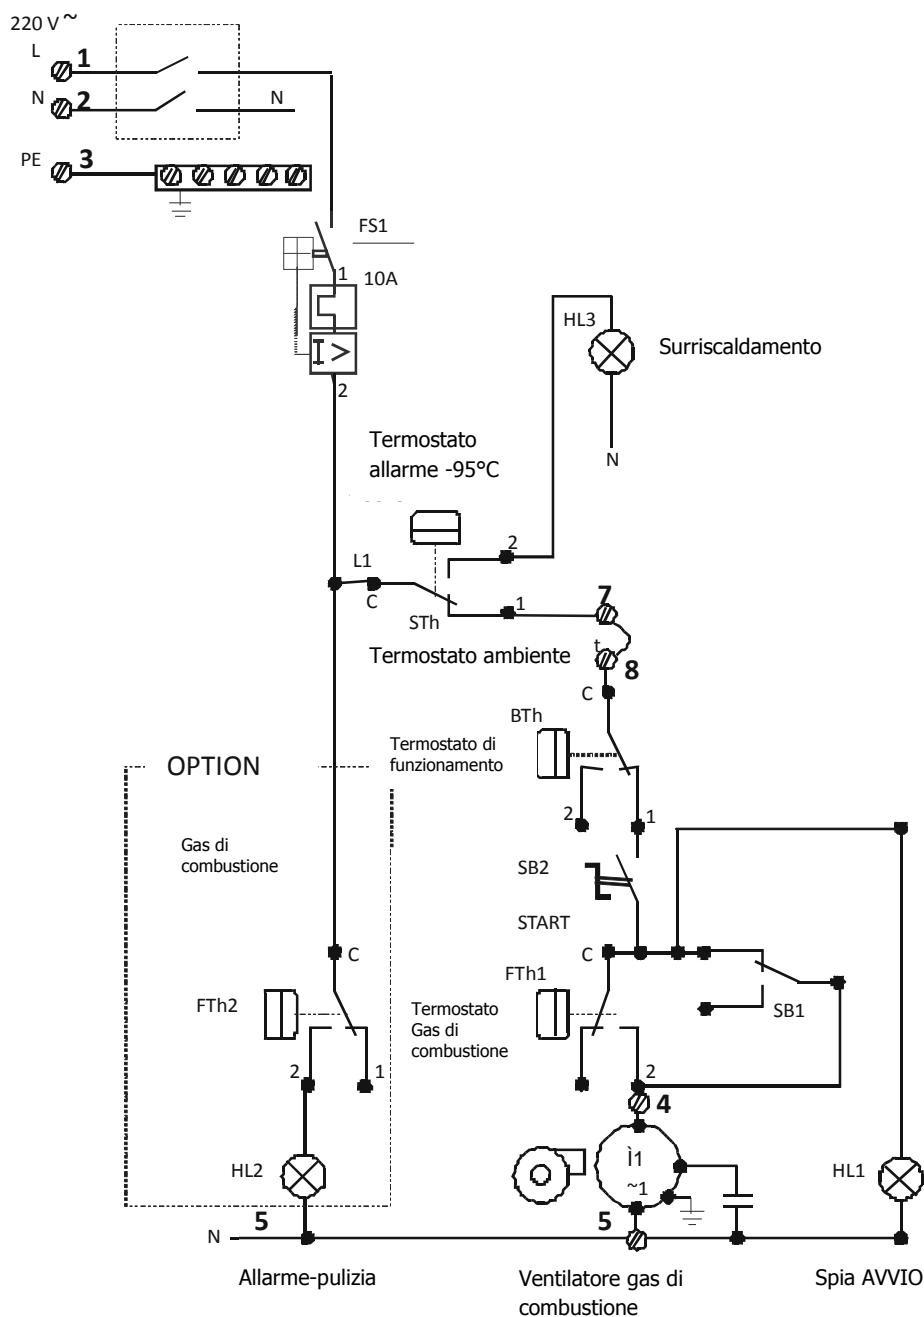 220 V ~
L 1
N 2 N
PE 3
FS1
1 10A
I >
2
HL3
Surriscaldamento
N
Termostato
allarme -95°C
2
L1
C
STh
1
7
Termostato ambiente
t
8
C
BTh
Termostato di
funzionamento
OPTION
2 1
Gas di
combustione
SB2
START
C
C
FTh1
FTh2
Termostato
Gas di
combustione
SB1
2 1
2
4
Ì1
~1
HL2
HL1
5
5
N
Allarme-pulizia
Ventilatore gas di
combustione
Spia AVVIO